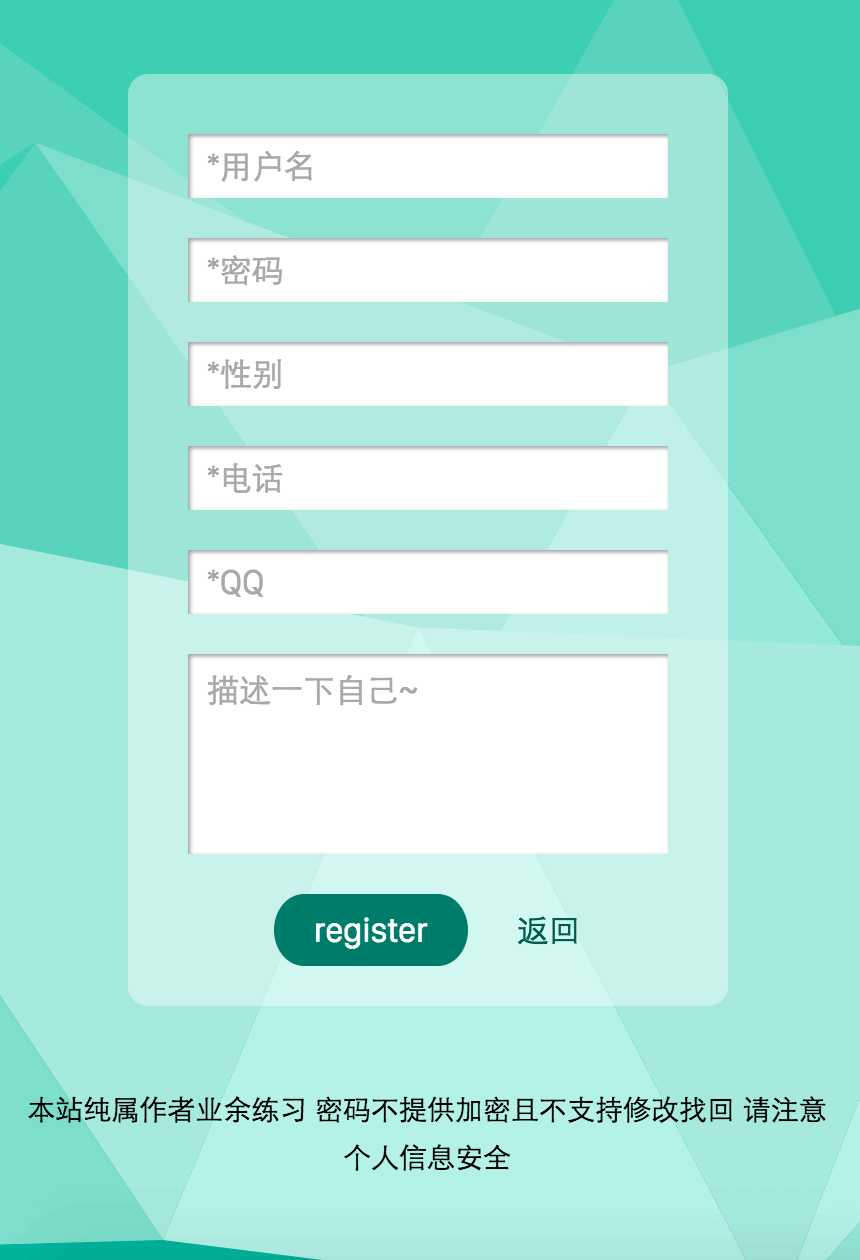 *用户名
*密码
*性别
*电话
*QQ
描述一下自己~
register 返回
本站纯属作者业余练习 密码不提供加密且不支持修改找回 请注意
个人信息安全